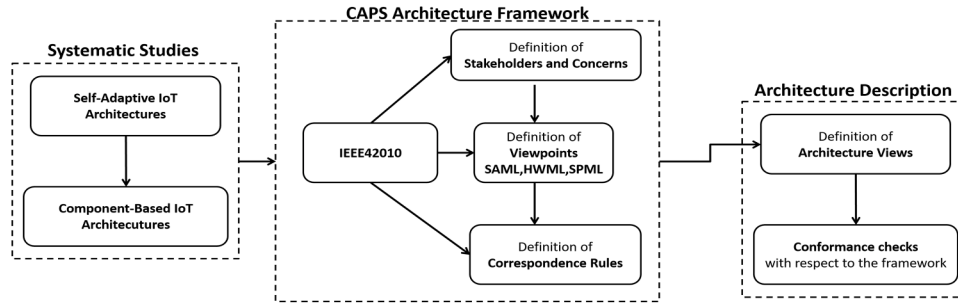 Systematic Studies
Self-Adaptive IoT
Architectures
Component-Based IoT
Architecutures
CAPS Architecture Framework
IEEE42010
Definition of
Stakeholders and Concerns
Definition of
Viewpoints
SAML,HWML,SPML
Definition of
Correspondence Rules
Architecture Description
Definition of
Architecture Views
Conformance checks
with respect to the framework